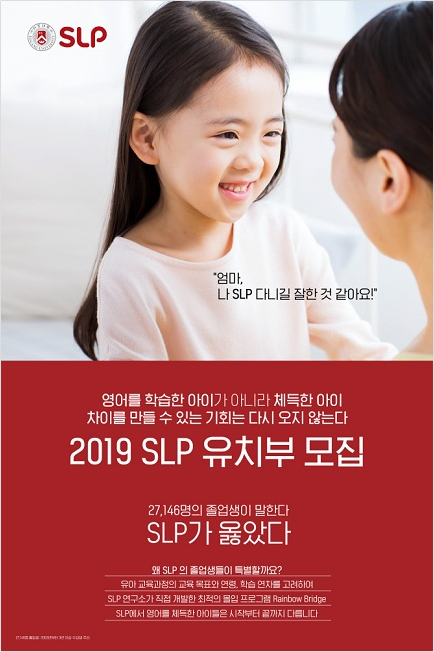 SLP
"엄마,
나 SLP 다니길 잘한 것 같아요!"
영어를 학습한 아이가 아니라 체득한 아이
차이를 만들 수 있는 기회는 다시 오지 않는다
2019 SLP 유치부 모집
27,146명의 졸업생이 말한다
SLP가 옳았다
왜 SLP 의 졸업생들이 특별할까요?
유아 교육과정의 교육 목표와 연령, 학습 연차를 고려하여
SLP 연구소가 직접 개발한 최적의 몰입 프로그램 Rainbow Bridge
SLP에서 영어를 체득한 아이들은 시작부터 끝까지 다릅니다